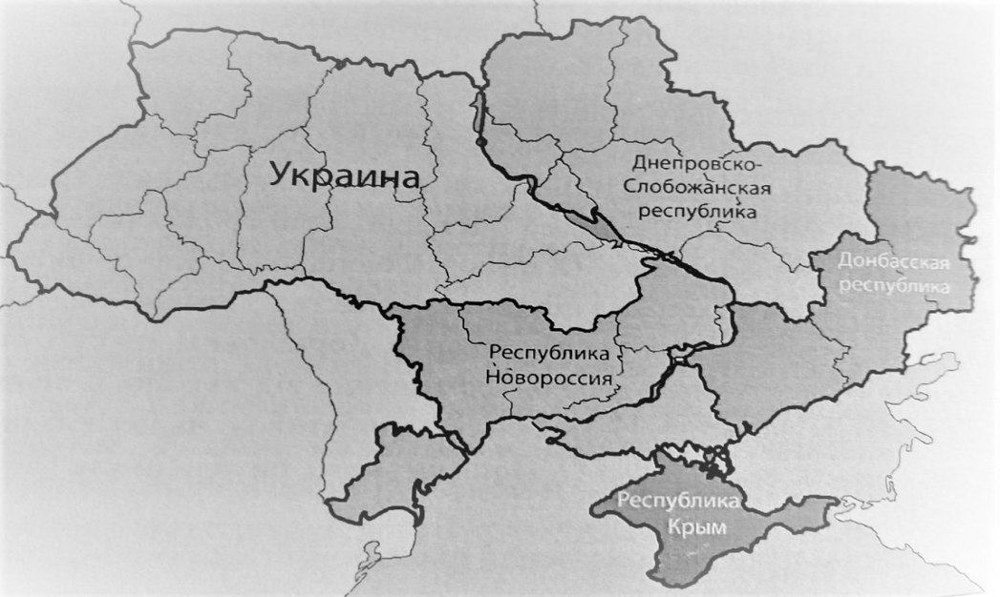 Украина
Днепровско-
Слобожанская
республика
Донбасская
республика
Республика
Новороссия
Республика
Крым